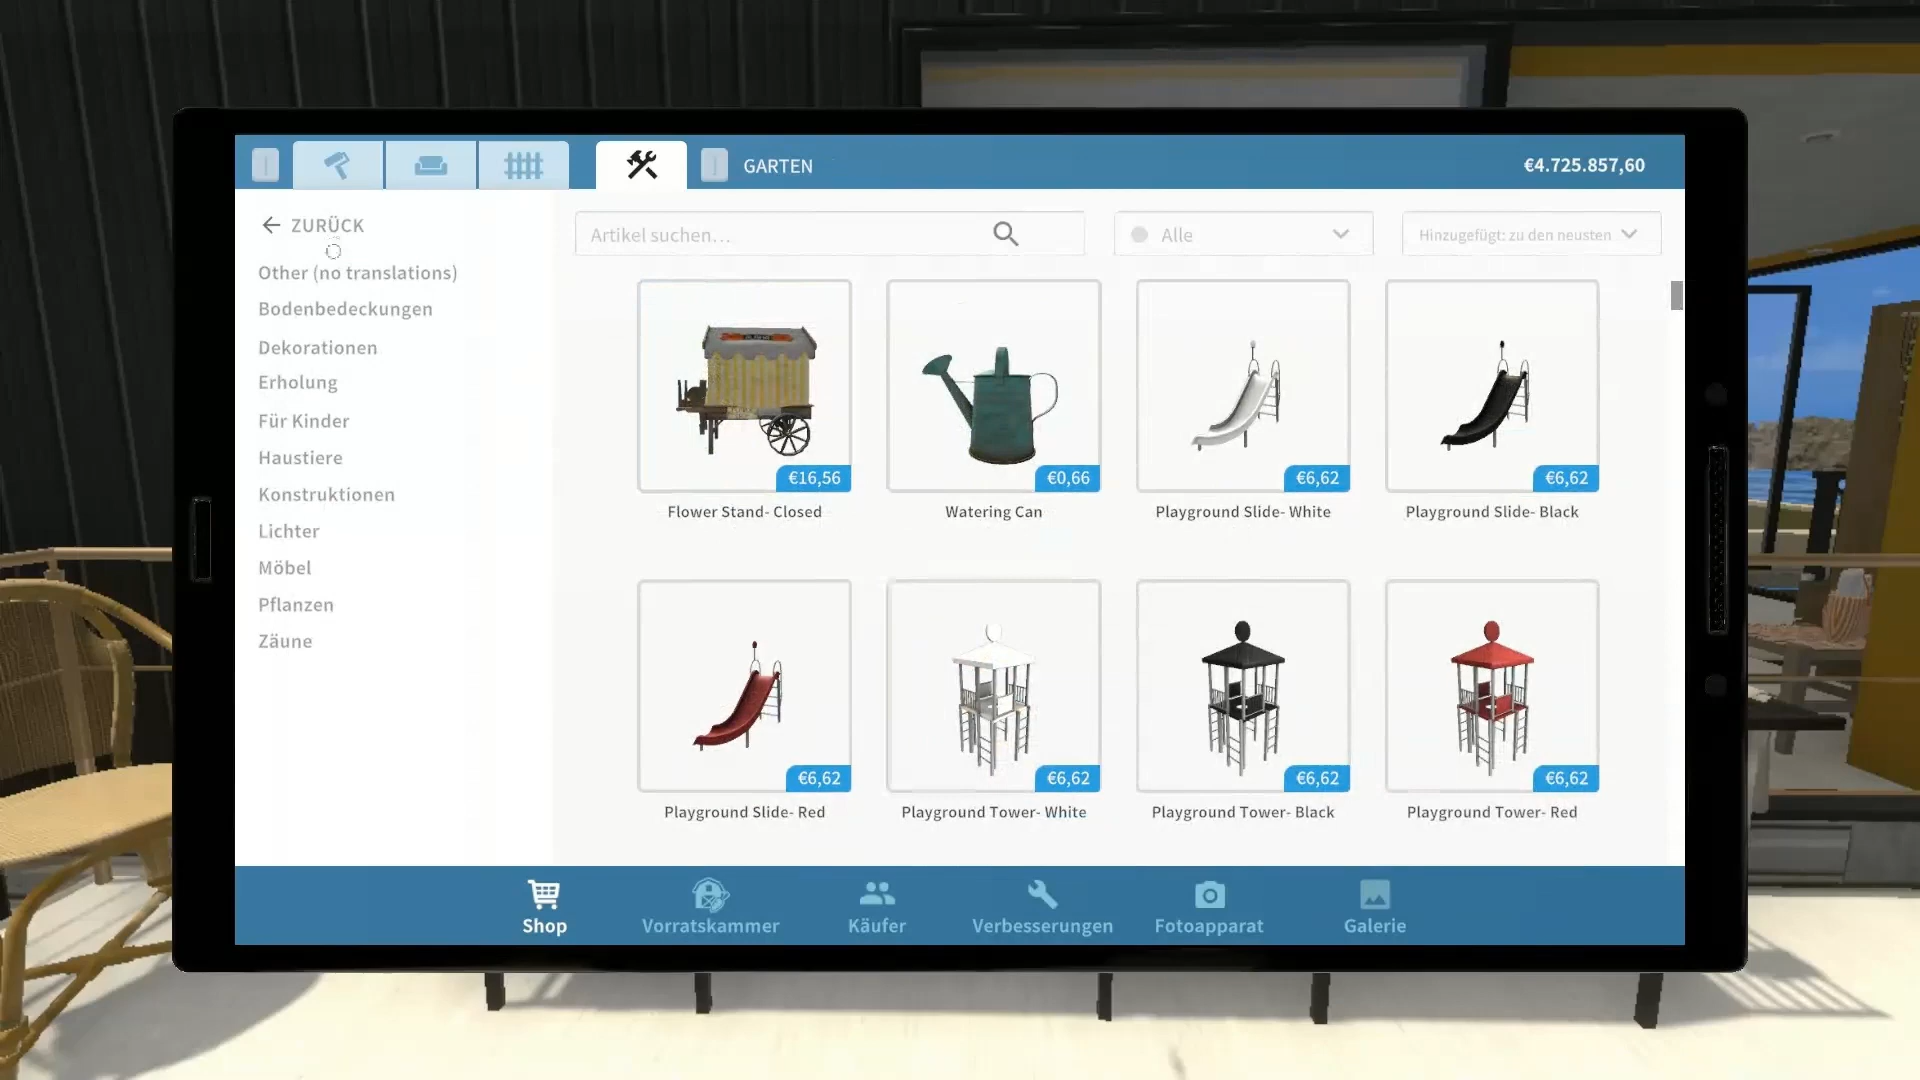 GARTEN
€4.725.857,60
ZURÜCK
Artikel suchen...
Alle
Hinzugefügt: zu den neusten
Other (no translations)
Bodenbedeckungen
Dekorationen
Erholung
Für Kinder
Haustiere
Konstruktionen
Lichter
Möbel
Pflanzen
Zäune
€16,56
€0,66
€6,62
€6,62
Flower Stand- Closed
Watering Can
Playground Slide- White
Playground Slide- Black
€6,62
€6,62
€6,62
€6,62
Playground Slide- Red
Playground Tower- White
Playground Tower- Black
Playground Tower- Red
Shop
Vorratskammer
Käufer
Verbesserungen
Fotoapparat
Galerie